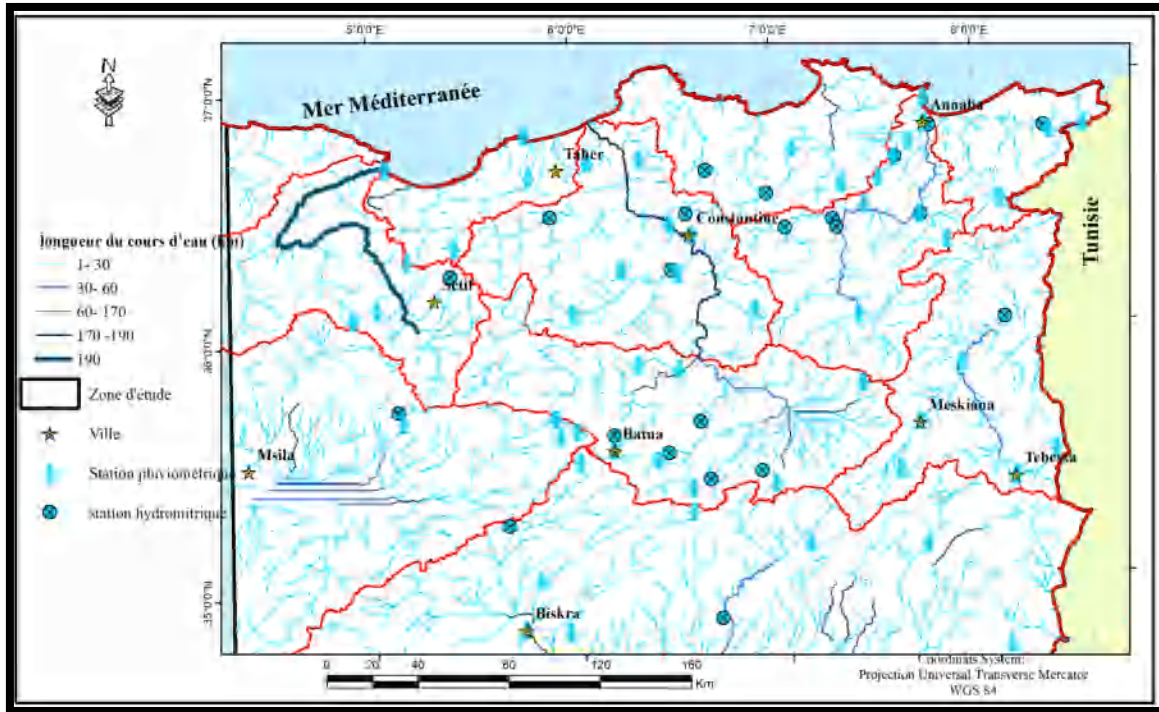 5°0'0"E 6°0'0"E 7°0'0"E 8°0'0"E
N
Mer Méditerranée
37°0'0"N
Annaba
Taher
Constantine
Tunisie
longueur du cours d'eau (Km)
1- 30
30- 60
60- 170
170 -190
190
Setif
36°0'0"N
Zone d'étude
Ville
Meskiana
Batna
Msila
Tebessa
Station pluviométrique
Station hydromitrique
35°0'0"N
Biskra
0 20 40 80 120 160
Km
System:
Projection Universal Transverse Mercator
WGS 84